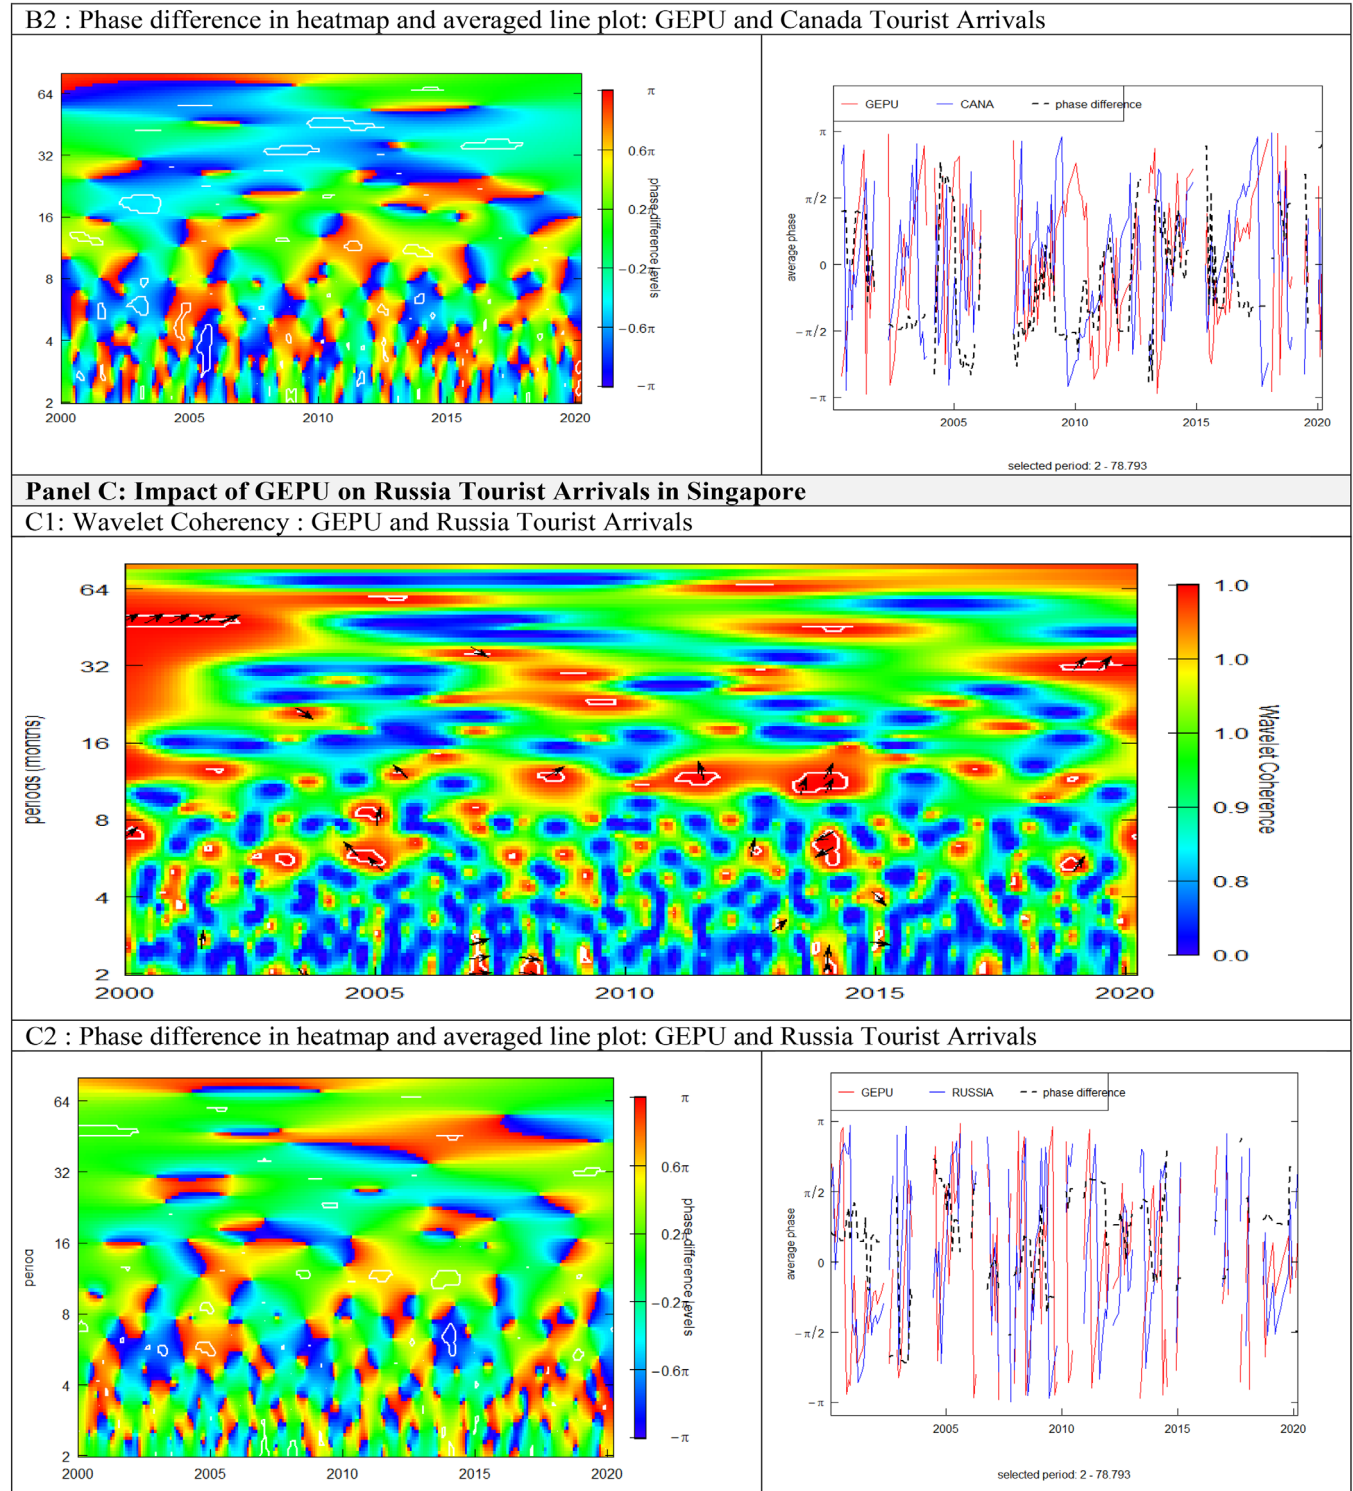 B2 : Phase difference in heatmap and averaged line plot: GEPU and Canada Tourist Arrivals
64
32
16
8
4
2
2000 2005 2010 2015 2020
π
0.6π
0.2π
−0.2π
−0.6π
−π
phase-difference levels
GEPU CANA phase difference
π
π/2
0
−π/2
−π
average phase
2005 2010 2015 2020
selected period: 2 - 78.793
Panel C: Impact of GEPU on Russia Tourist Arrivals in Singapore
C1: Wavelet Coherency : GEPU and Russia Tourist Arrivals
64
32
16
8
4
2
periods (months)
2000 2005 2010 2015 2020
1.0
1.0
1.0
0.9
0.8
0.0
Wavelet Coherence
C2 : Phase difference in heatmap and averaged line plot: GEPU and Russia Tourist Arrivals
64
32
16
8
4
2
period
2000 2005 2010 2015 2020
π
0.6π
0.2π
−0.2π
−0.6π
−π
phase-difference levels
GEPU RUSSIA phase difference
π
π/2
0
−π/2
−π
average phase
2005 2010 2015 2020
selected period: 2 - 78.793